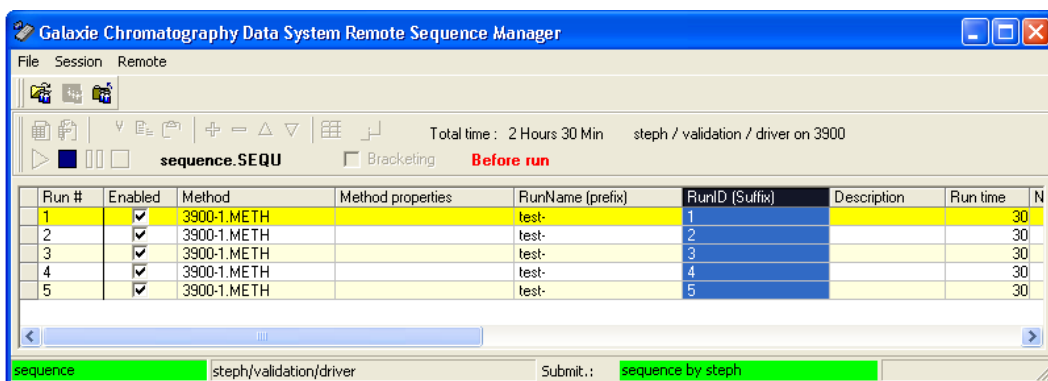 Galaxie Chromatography Data System Remote Sequence Manager
File Session Remote
Total time : 2 Hours 30 Min steph / validation / driver on 3900
sequence.SEQU Bracketing Before run
Run # Enabled Method Method properties RunName (prefix) RunID (Suffix) Description Run time N
1 3900-1.METH test- 1 30
2 3900-1.METH test- 2 30
3 3900-1.METH test- 3 30
4 3900-1.METH test- 4 30
5 3900-1.METH test- 5 30
sequence steph/validation/driver Submit.: sequence by steph